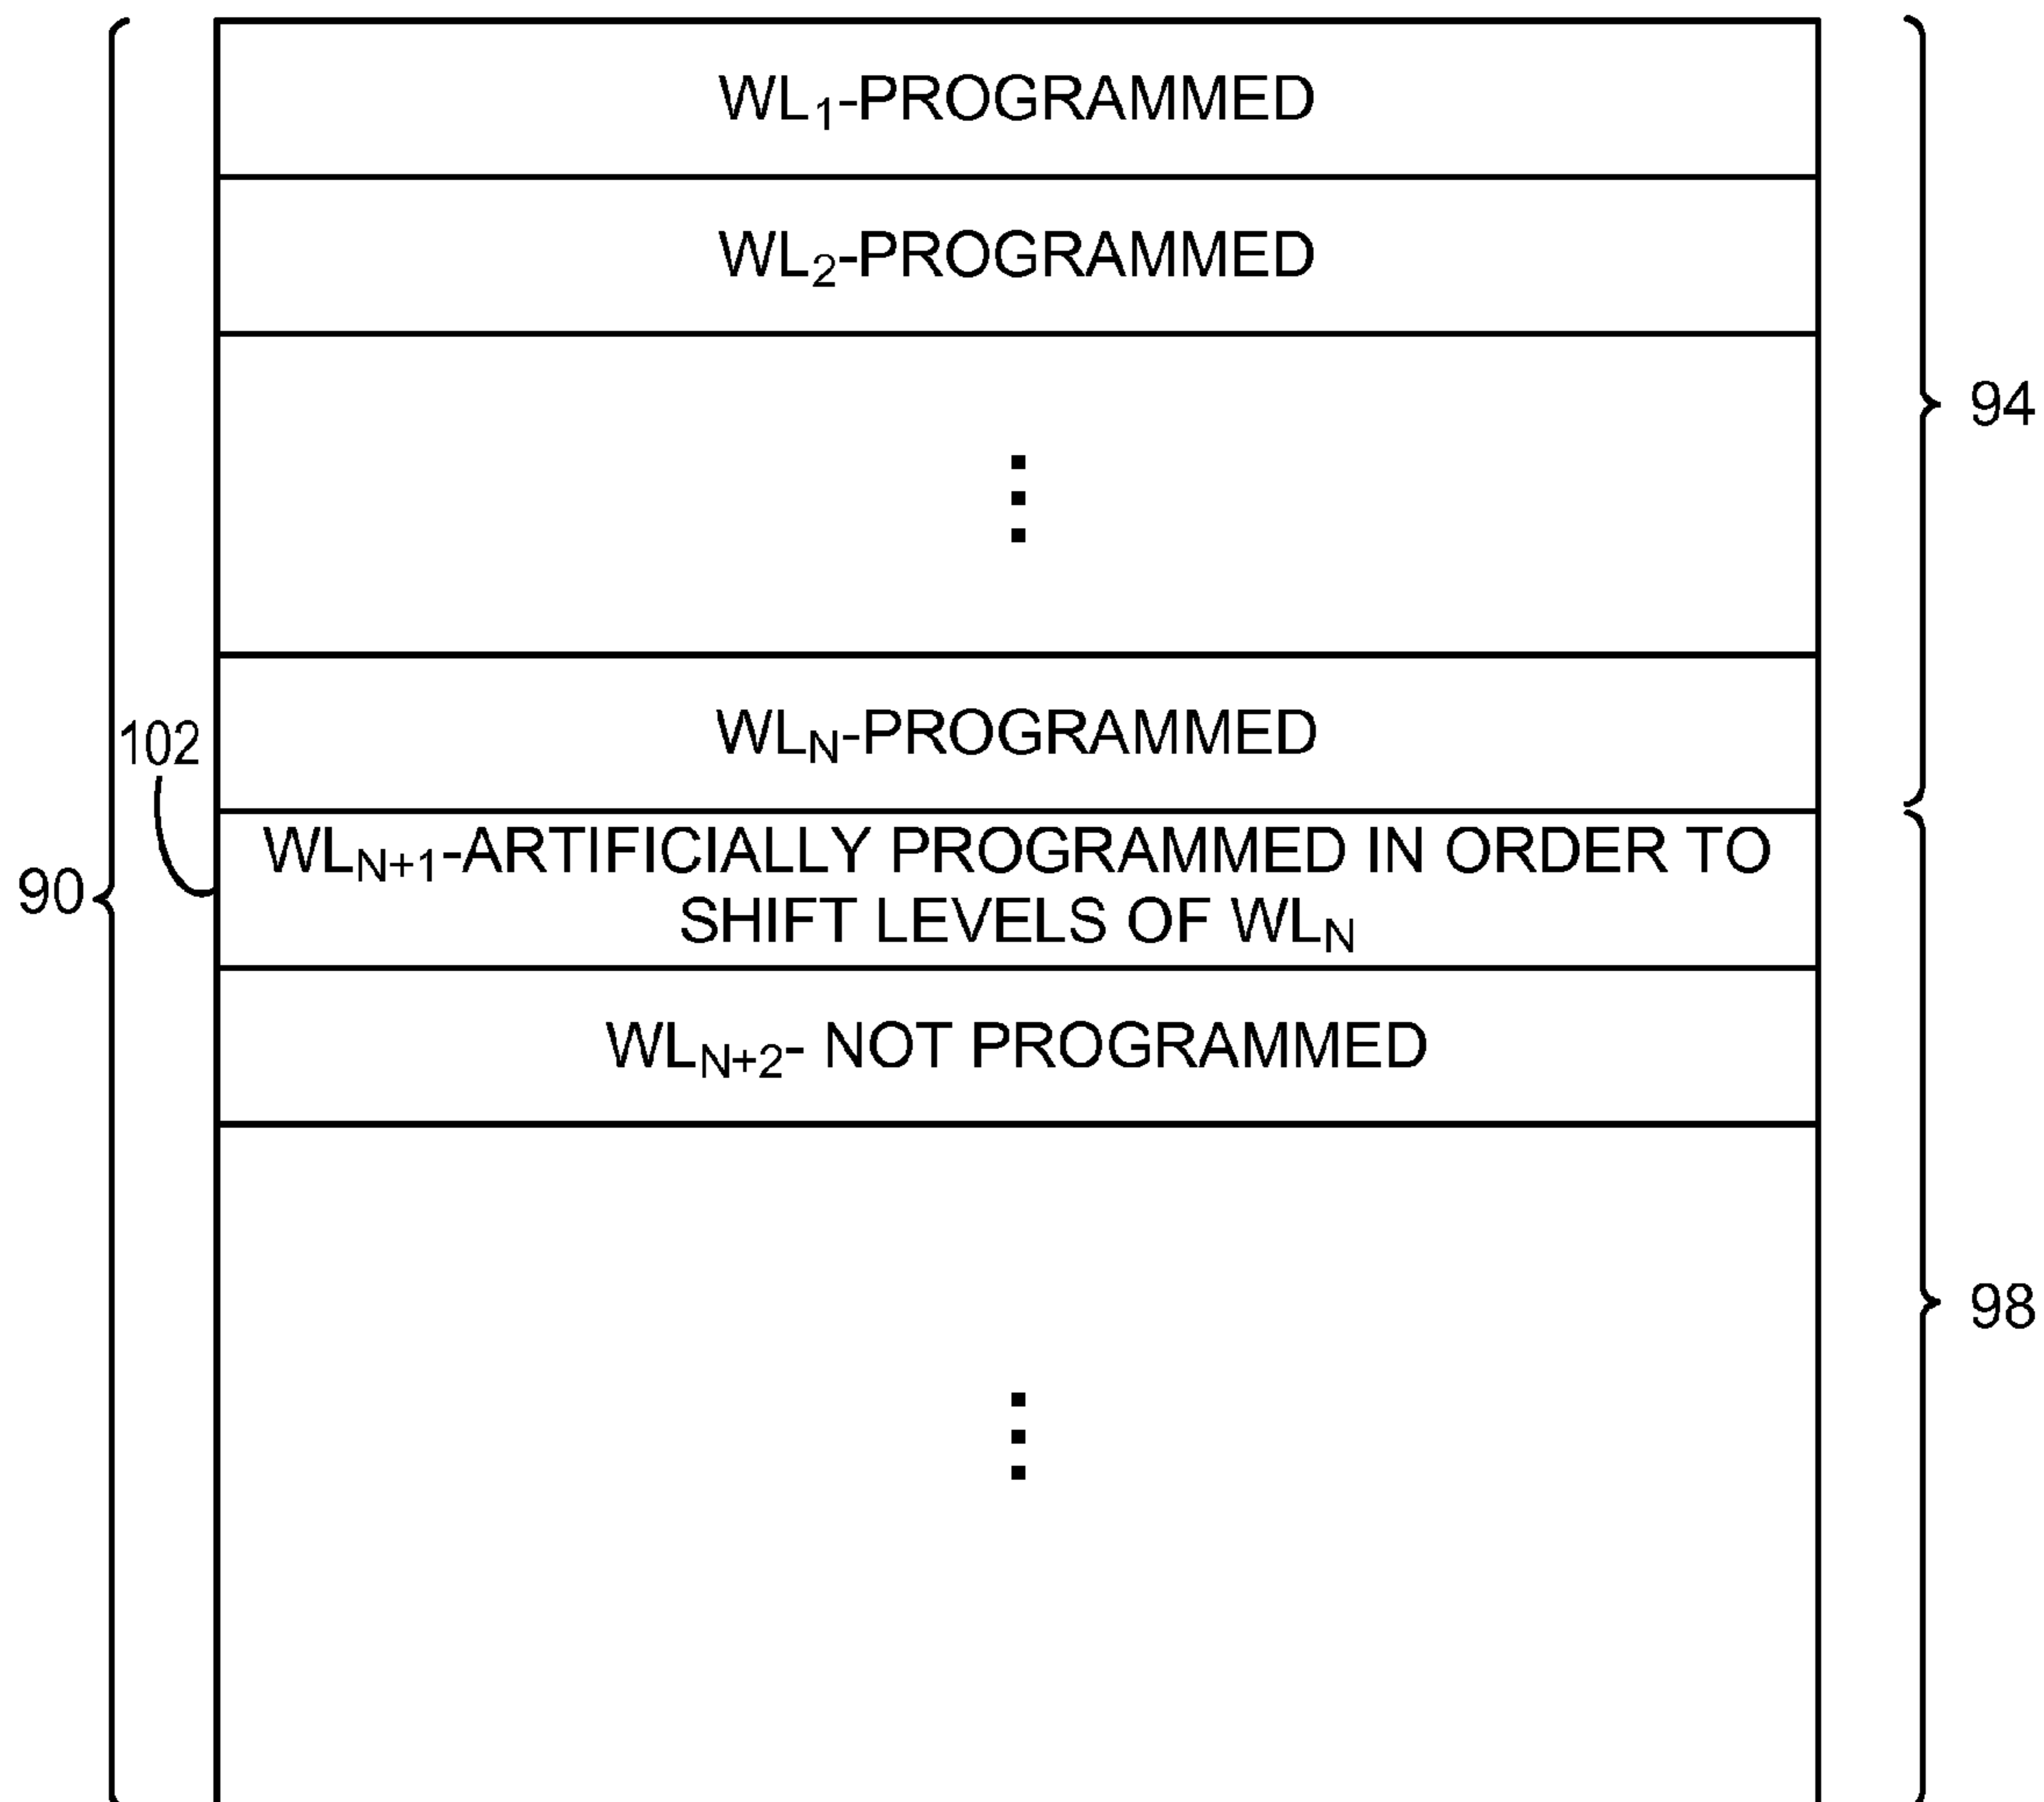 WL1-PROGRAMMED
WL2-PROGRAMMED
94
WLN-PROGRAMMED
102
WLN+1-ARTIFICIALLY PROGRAMMED IN ORDER TO
SHIFT LEVELS OF WLN
90
WLN+2- NOT PROGRAMMED
98